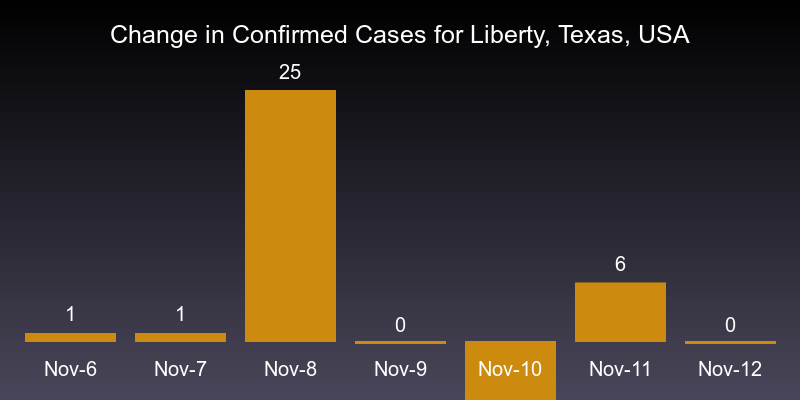 Change in Confirmed Cases for Liberty, Texas, USA
25
1
1
0
6
0
Nov-6
Nov-7
Nov-8
Nov-9
Nov-10
Nov-11
Nov-12